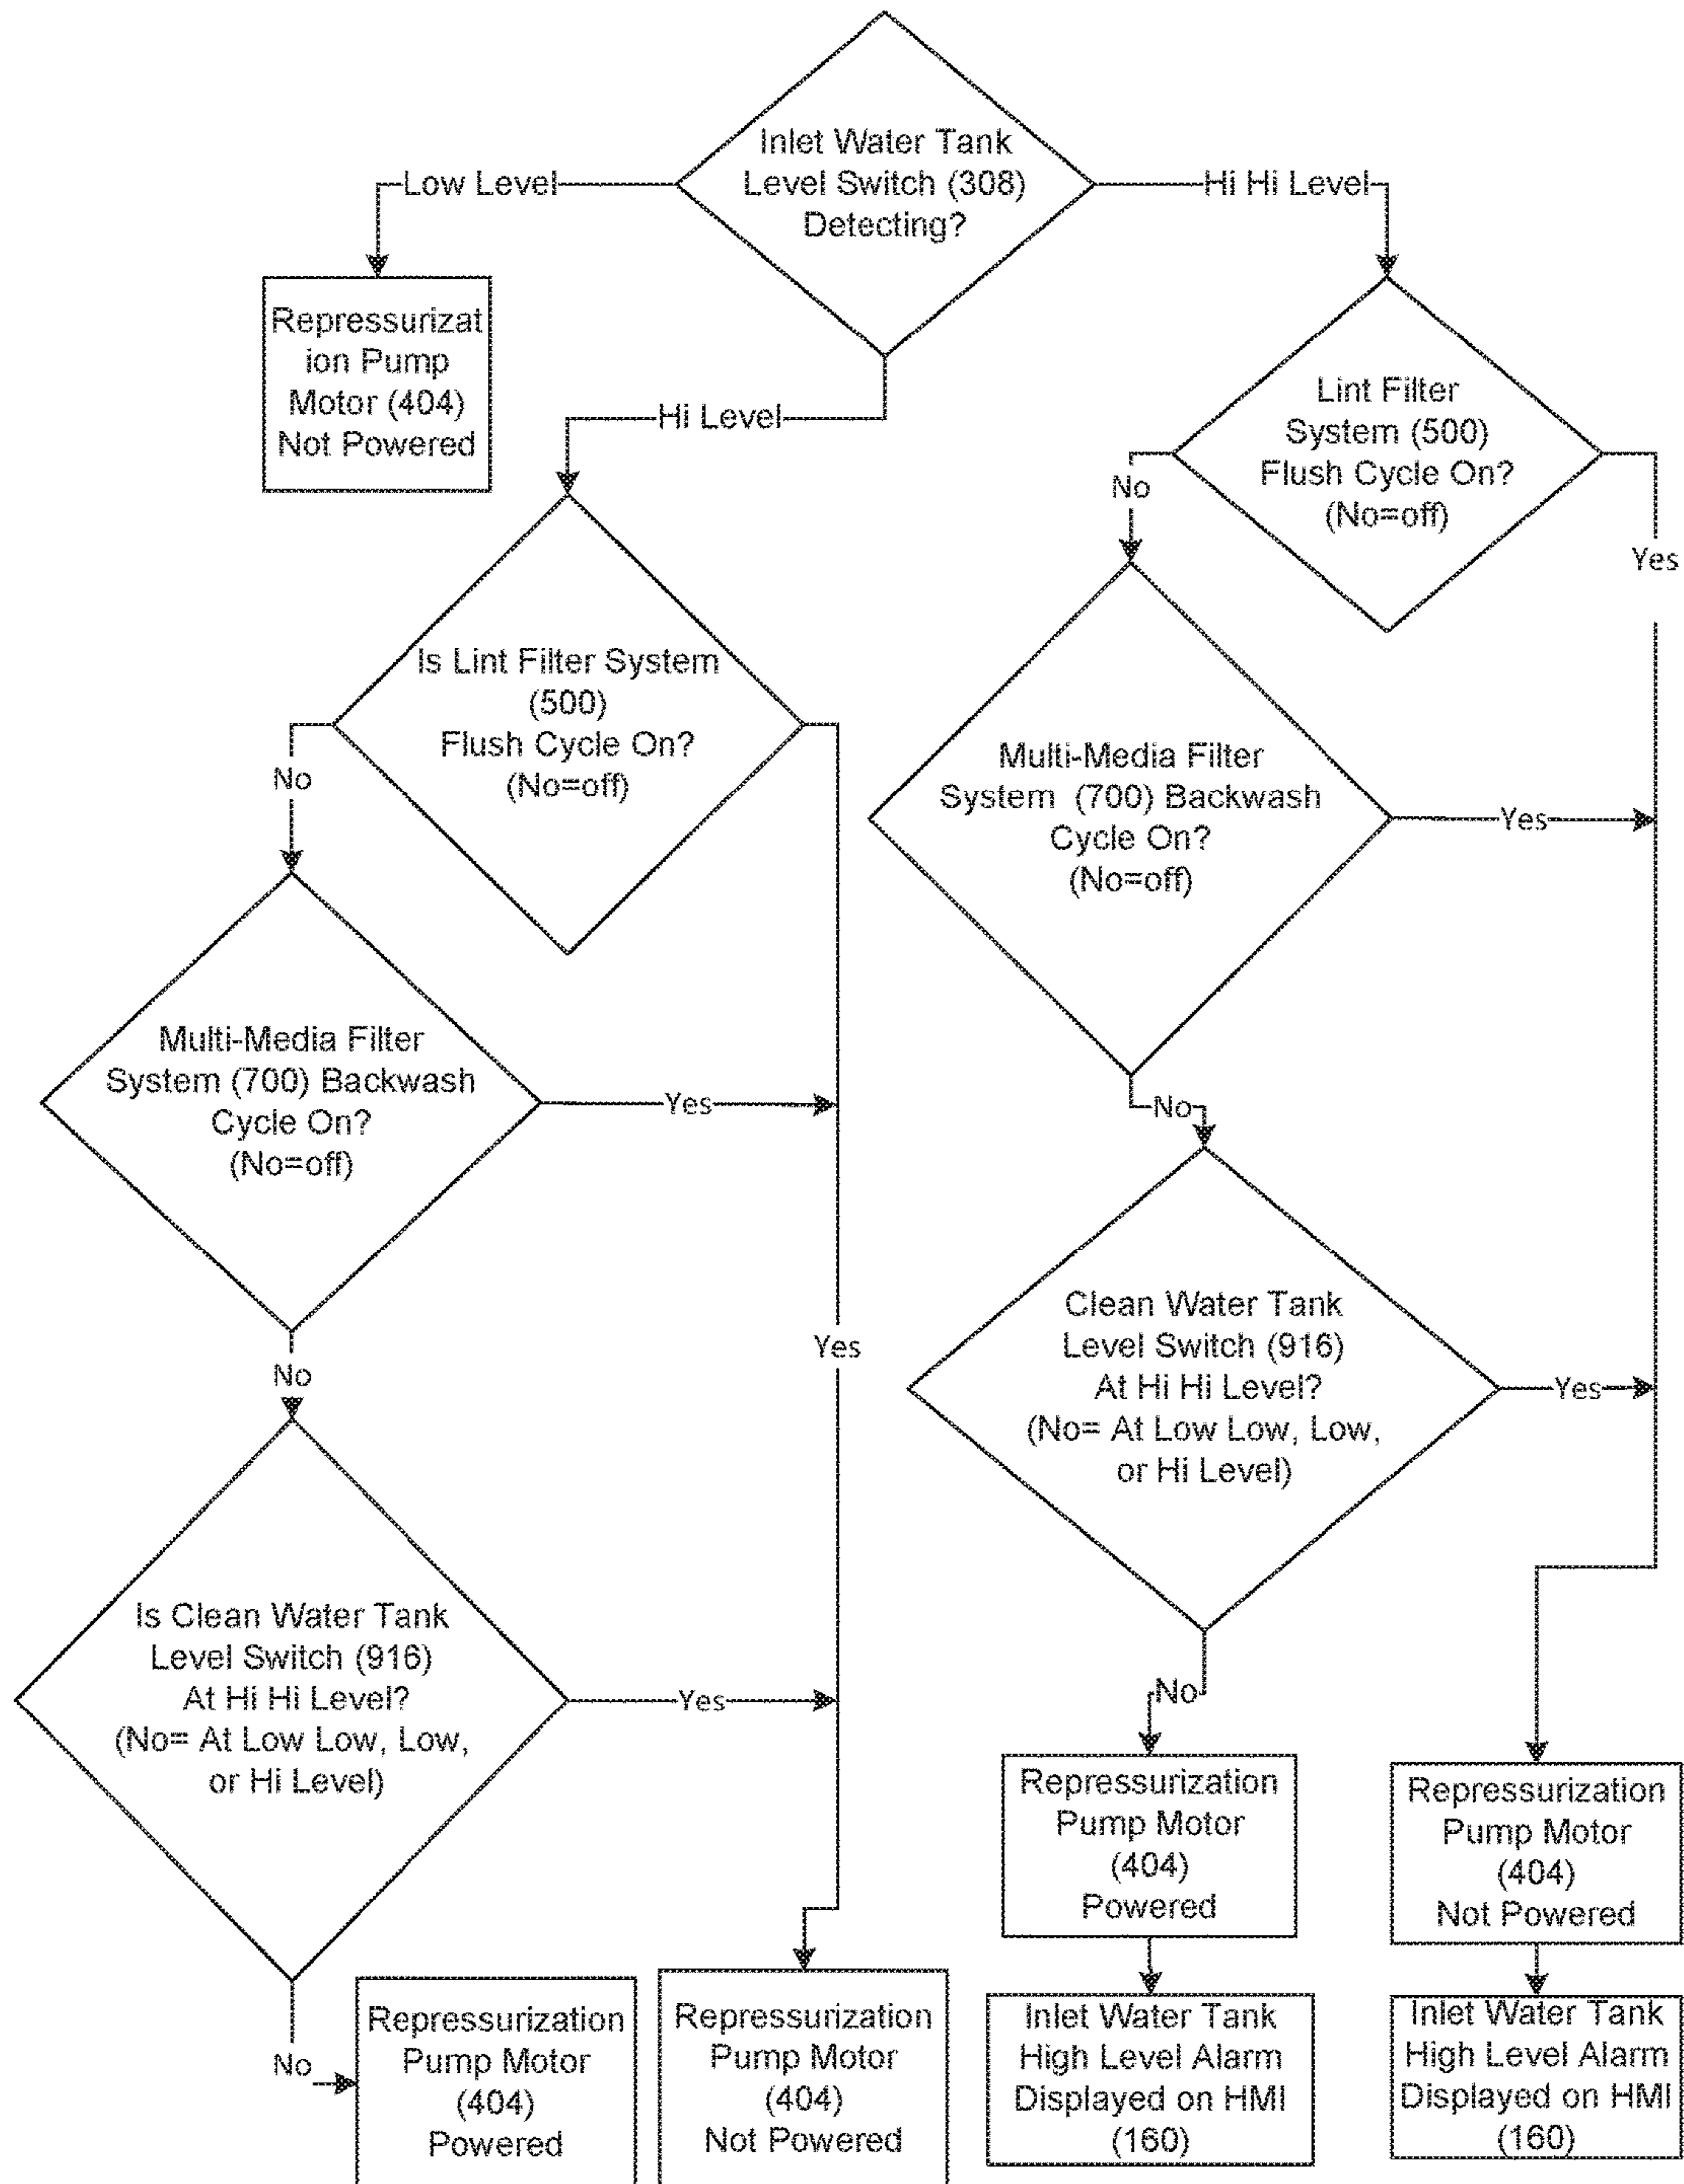 Inlet Water Tank
Level Switch (308)
Detecting?
Low Level
Hi Hi Level
Repressurizat
ion Pump
Motor (404)
Not Powered
Hi Level
Lint Filter
System (500)
Flush Cycle On?
(No=off)
No
Yes
Is Lint Filter System
(500)
Flush Cycle On?
(No=off)
No
Multi-Media Filter
System (700) Backwash
Cycle On?
(No=off)
Yes
Multi-Media Filter
System (700) Backwash
Cycle On?
(No=off)
Yes
No
Yes
No
Clean Water Tank
Level Switch (916)
At Hi Hi Level?
(No= At Low Low, Low,
or Hi Level)
Yes
Is Clean Water Tank
Level Switch (916)
At Hi Hi Level?
(No= At Low Low, Low,
or Hi Level)
Yes
No
Repressurization
Pump Motor
(404)
Powered
Repressurization
Pump Motor
(404)
Not Powered
No
Repressurization
Pump Motor
(404)
Powered
Repressurization
Pump Motor
(404)
Not Powered
Inlet Water Tank
High Level Alarm
Displayed on HMI
(160)
Inlet Water Tank
High Level Alarm
Displayed on HMI
(160)